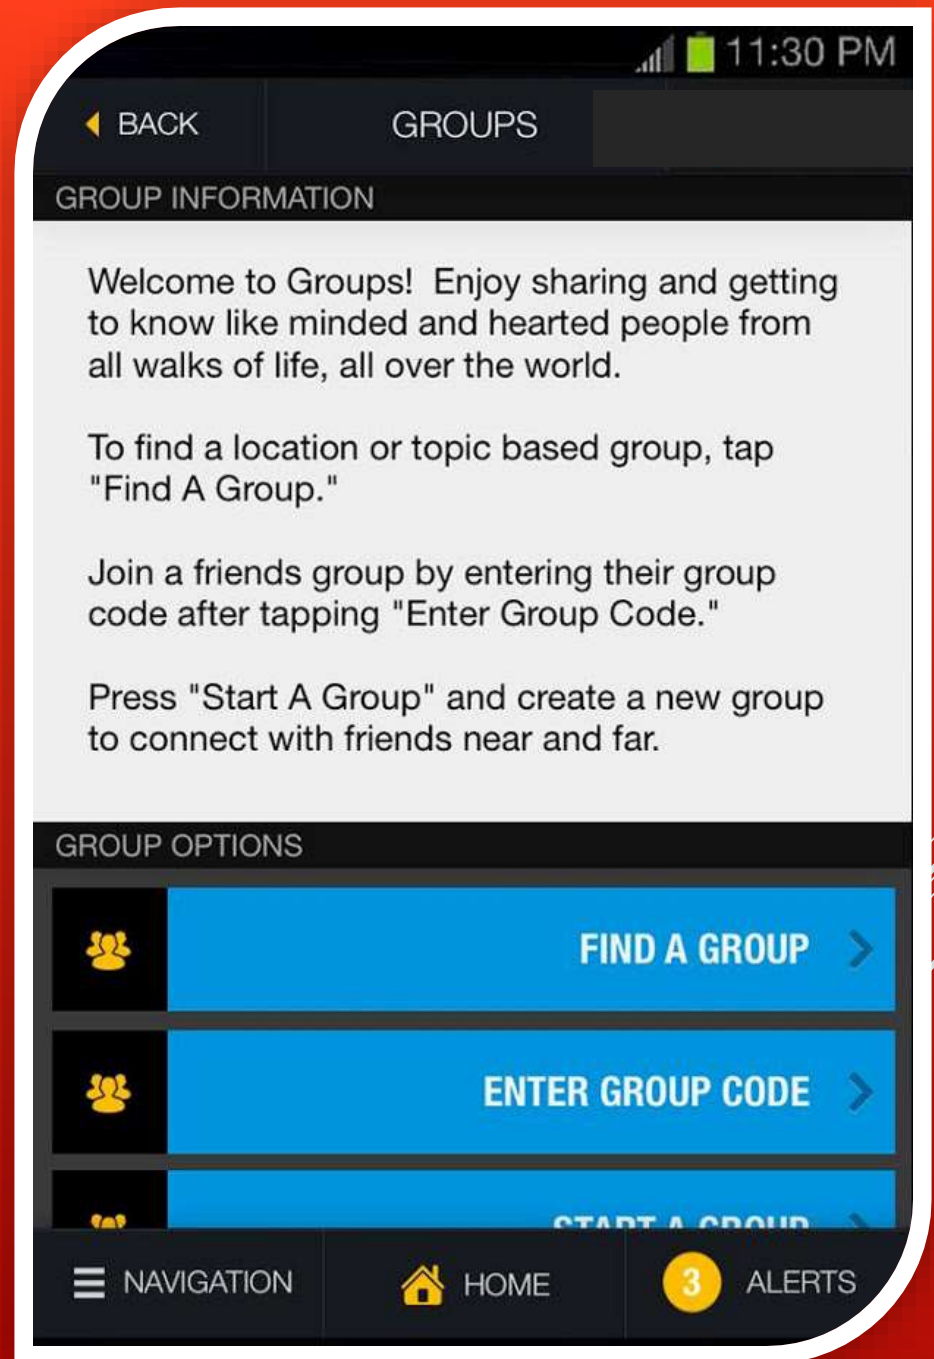 11:30 PM
BACK
GROUPS
GROUP INFORMATION
Welcome to Groups!  Enjoy sharing and getting
to know like minded and hearted people from
all walks of life, all over the world.
To find a location or topic based group, tap
"Find A Group."
Join a friends group by entering their group
code after tapping "Enter Group Code."
Press "Start A Group" and create a new group
to connect with friends near and far.
GROUP OPTIONS
FIND A GROUP
ENTER GROUP CODE
START A GROUP
NAVIGATION
HOME
3
ALERTS